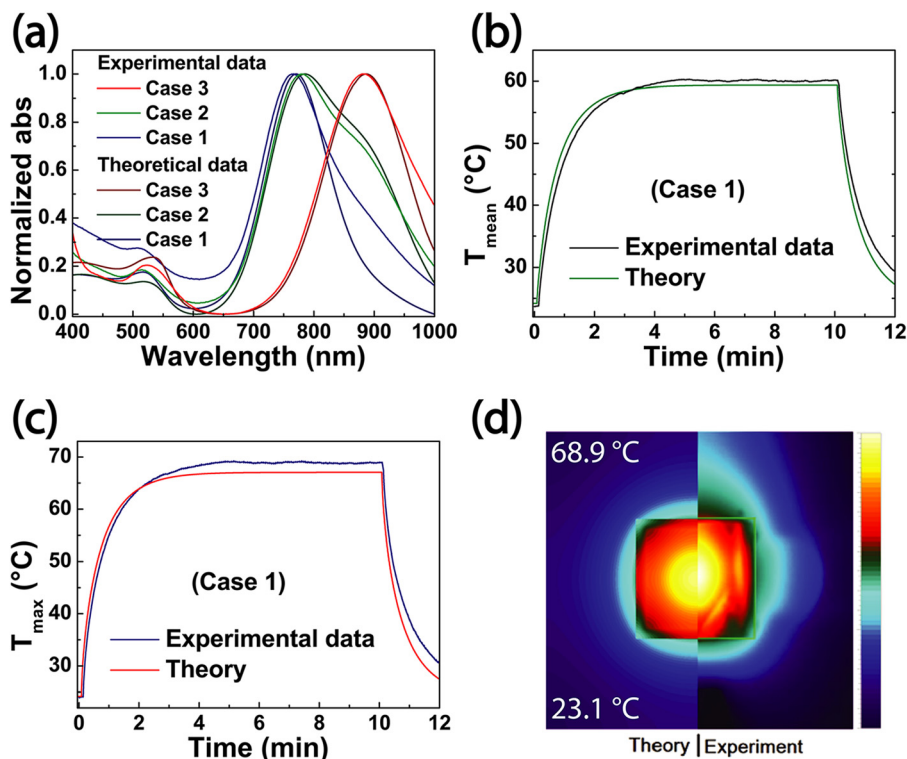 (a)
Experimental data
Case 3
Case 2
Case 1
Theoretical data
Case 3
Case 2
Case 1
Normalized abs
1.0
0.8
0.6
0.4
0.2
0.0
400 500 600 700 800 900 1000
Wavelength (nm)
(b)
T mean (°C)
60
50
40
30
(Case 1)
Experimental data
Theory
0 2 4 6 8 10 12
Time (min)
(c)
T max (°C)
70
60
50
40
30
(Case 1)
Experimental data
Theory
0 2 4 6 8 10 12
Time (min)
(d)
68.9 °C
23.1 °C
Theory | Experiment